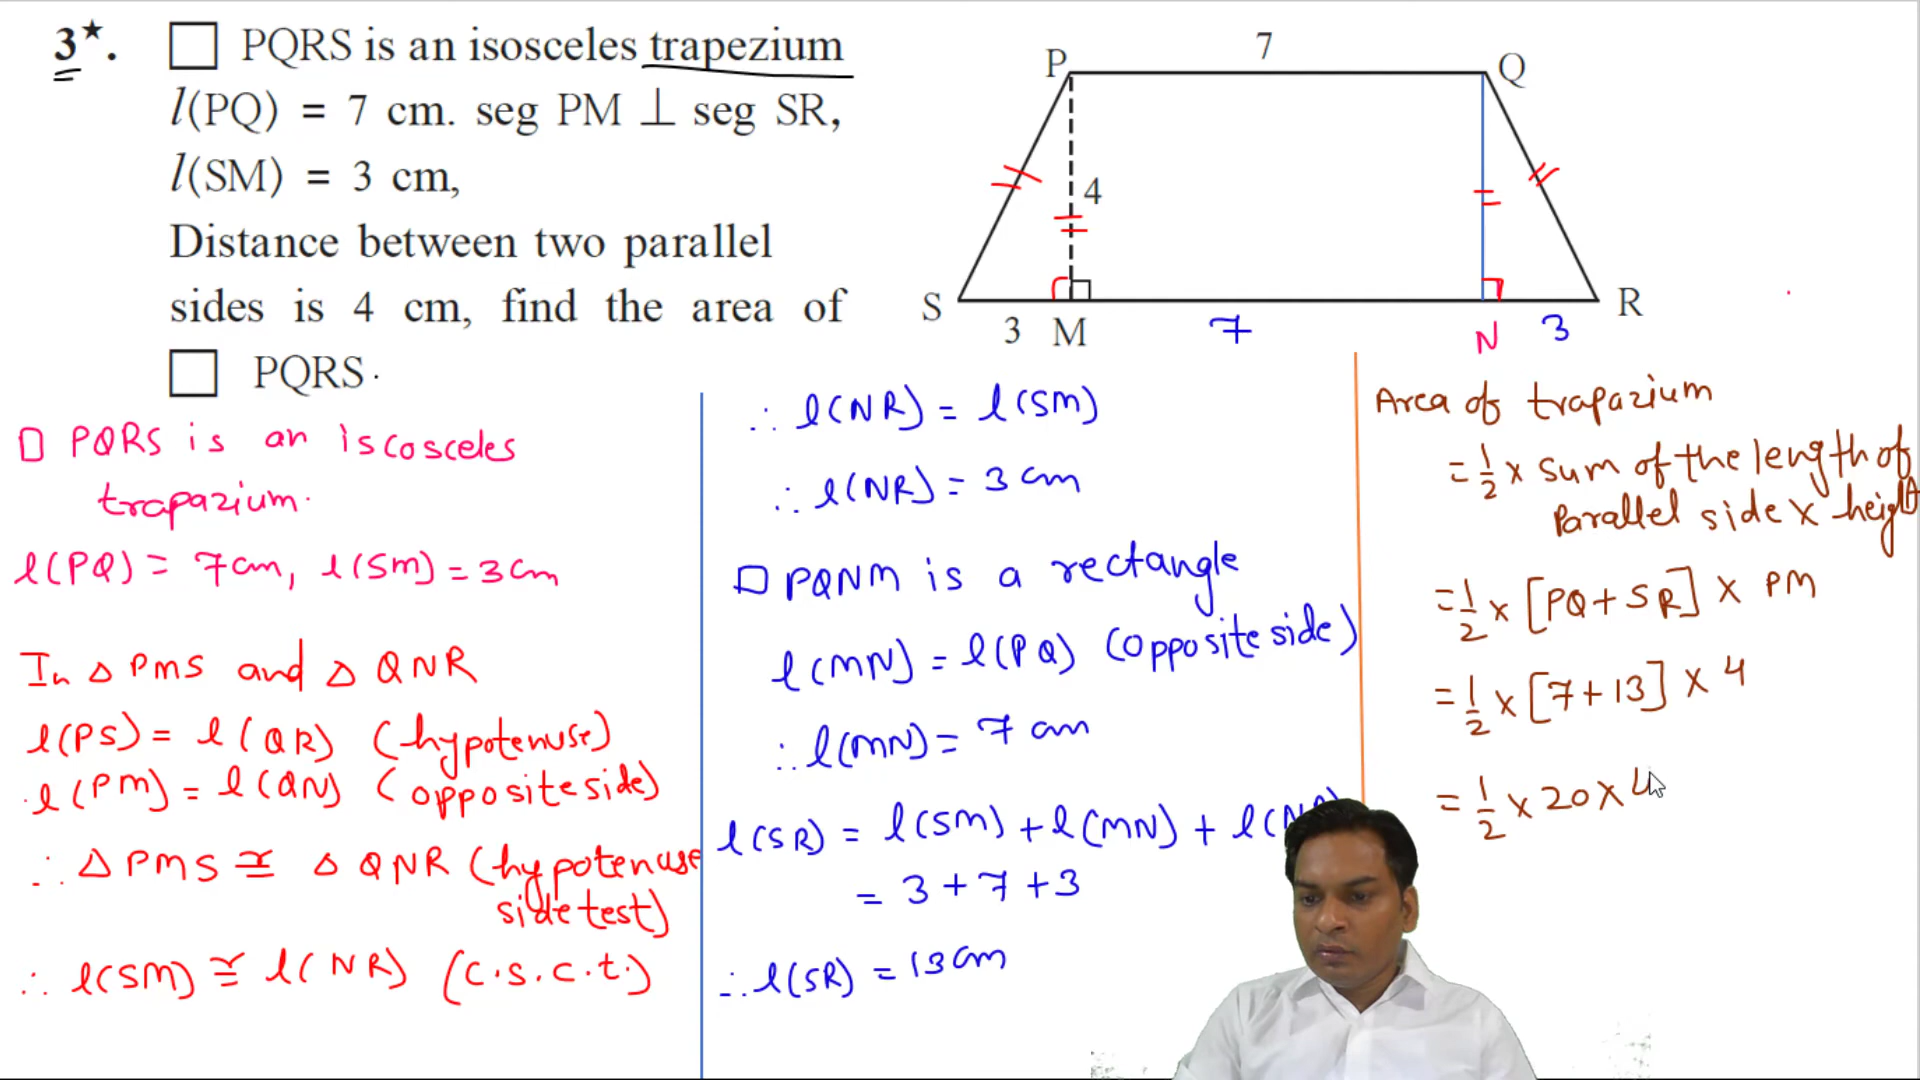 3★. □ PQRS is an isosceles trapezium
l(PQ) = 7 cm. seg PM ⊥ seg SR,
l(SM) = 3 cm,
Distance between two parallel
sides is 4 cm, find the area of
□ PQRS.
P 7 Q
4
S 3 M 7 N 3 R
□ PQRS is an iscosceles
trapazium.
l(PQ) = 7cm, l(SM) = 3cm
In △ PMS and △ QNR
l(PS) = l(QR) (hypotenuse)
l(PM) = l(QN) (opposite side)
∴ △ PMS ≅ △ QNR (hypotenuse
side test)
∴ l(SM) ≅ l(NR) (C.S.C.t.)
∴ l(NR) = l(SM)
∴ l(NR) = 3 cm
□ PQNM is a rectangle
l(MN) = l(PQ) (opposite side)
∴ l(MN) = 7 cm
l(SR) = l(SM) + l(MN) + l(N
= 3 + 7 + 3
∴ l(SR) = 13 cm
Area of trapazium
= 1/2 × sum of the length of
Parallel side × height
= 1/2 × [PQ + SR] × PM
= 1/2 × [7 + 13] × 4
= 1/2 × 20 × 4